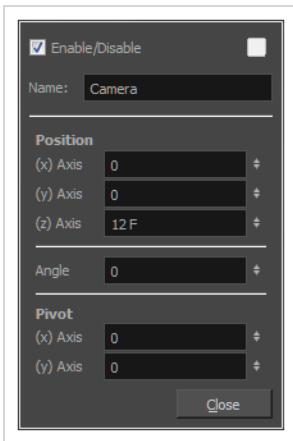 Enable/Disable
Name: Camera
Position
(x) Axis 0
(y) Axis 0
(z) Axis 12 F
Angle 0
Pivot
(x) Axis 0
(y) Axis 0
Close